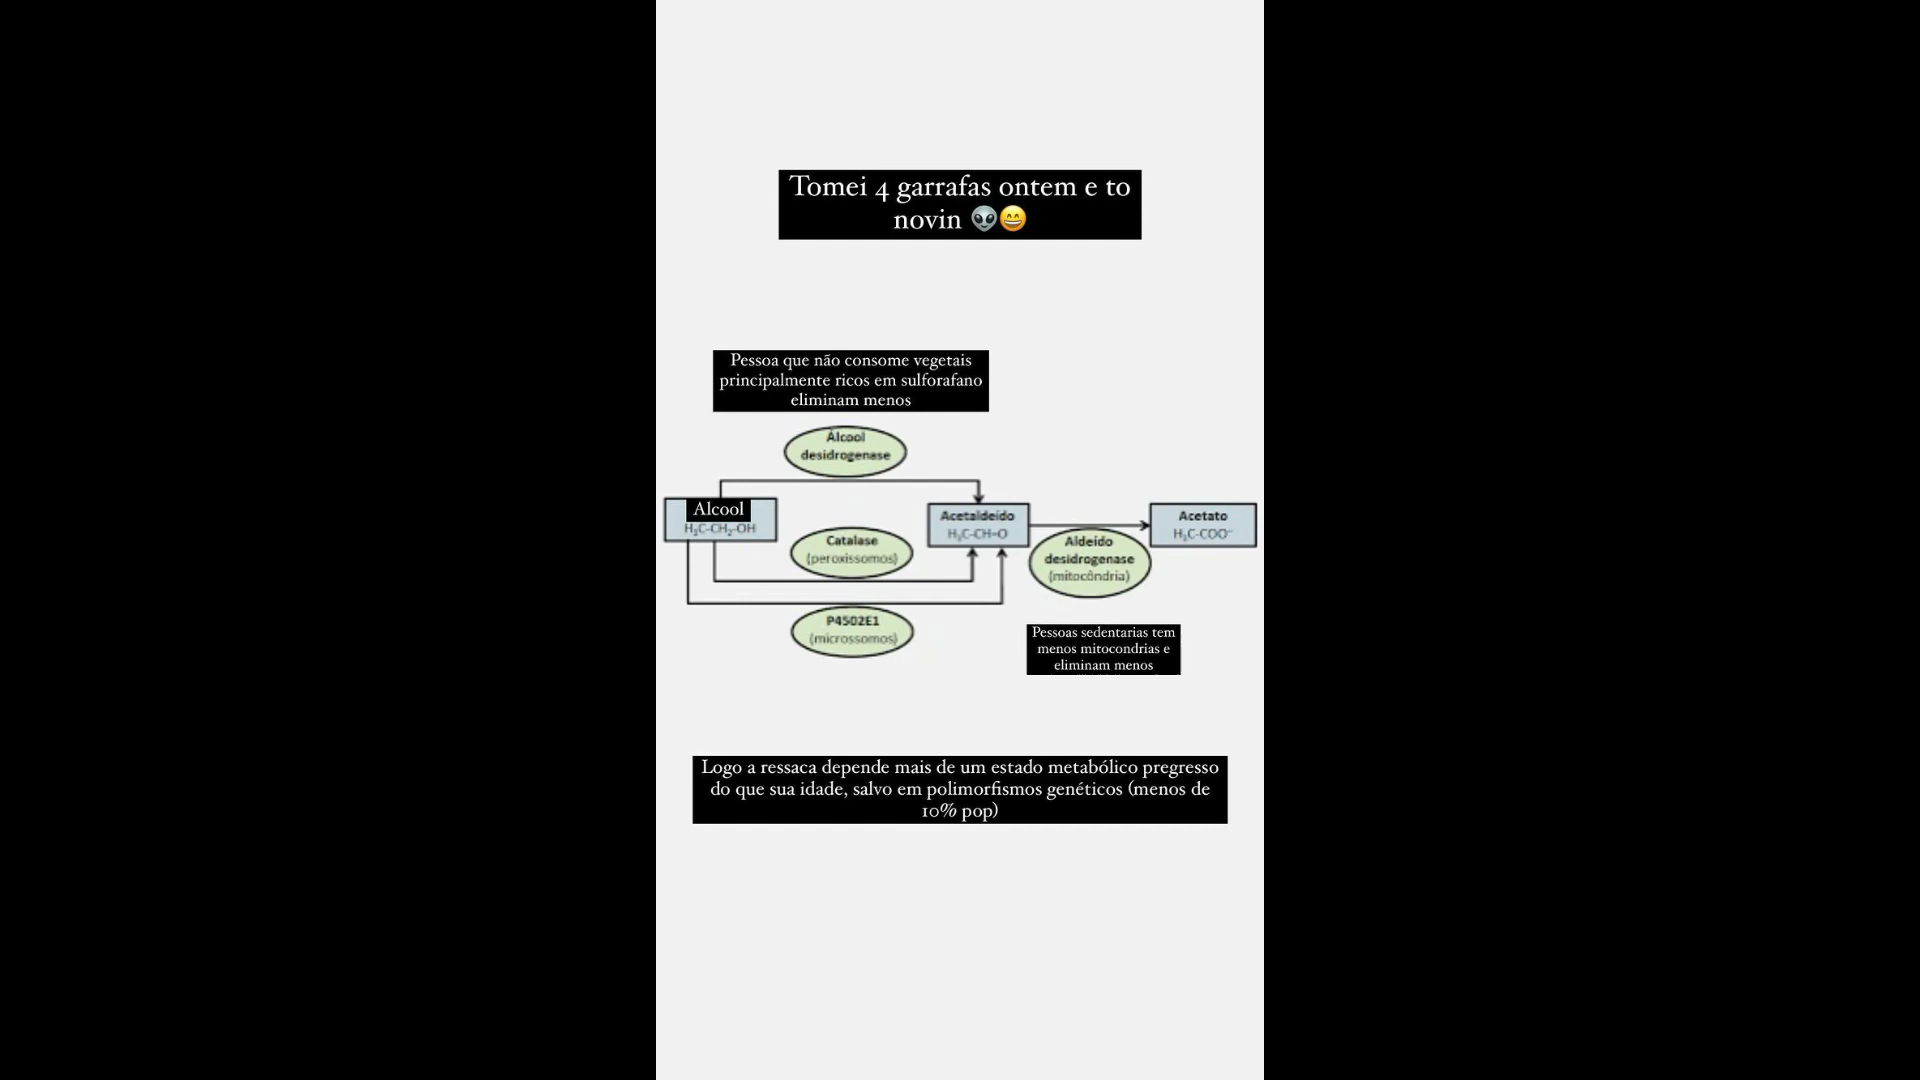 Tomei 4 garrafas ontem e to
novin 👽😄
Pessoa que não consome vegetais
principalmente ricos em sulforafano
eliminam menos
Álcool
desidrogenase
Alcool
H₃C-CH₂-OH
Acetaldeído
H₃C-CH=O
Acetato
H₃C-COO⁻
Catalase
(peroxissomos)
Aldeído
desidrogenase
(mitocôndria)
P4502E1
(microssomos)
Pessoas sedentarias tem
menos mitocondrias e
eliminam menos
Logo a ressaca depende mais de um estado metabólico pregresso
do que sua idade, salvo em polimorfismos genéticos (menos de
10% pop)